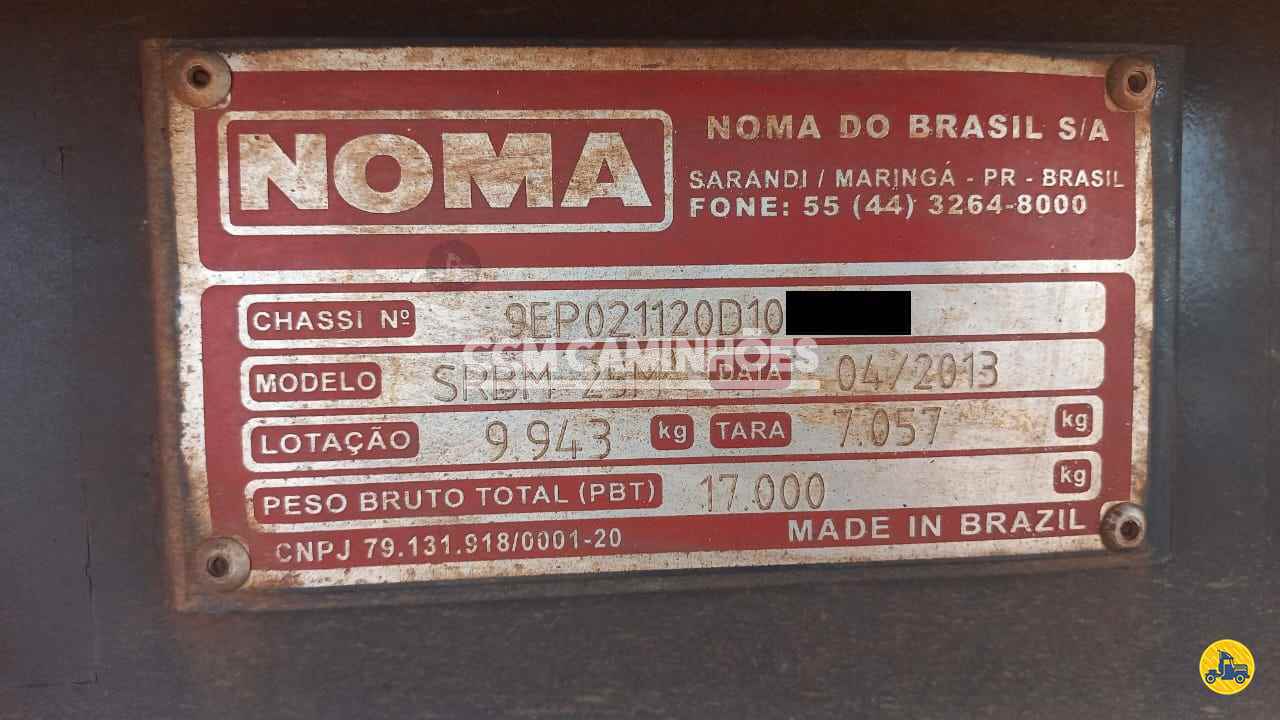 NOMA
NOMA DO BRASIL S/A
SARANDI / MARINGÁ - PR - BRASIL
FONE: 55 (44) 3264-8000
CHASSI Nº 9EP021120D10
MODELO SRBM 2 DATA 04/2013
GGM CAMINHÕES
LOTAÇÃO 9.943 kg TARA 7.057 kg
PESO BRUTO TOTAL (PBT) 17.000 kg
CNPJ 79.131.918/0001-20 MADE IN BRAZIL